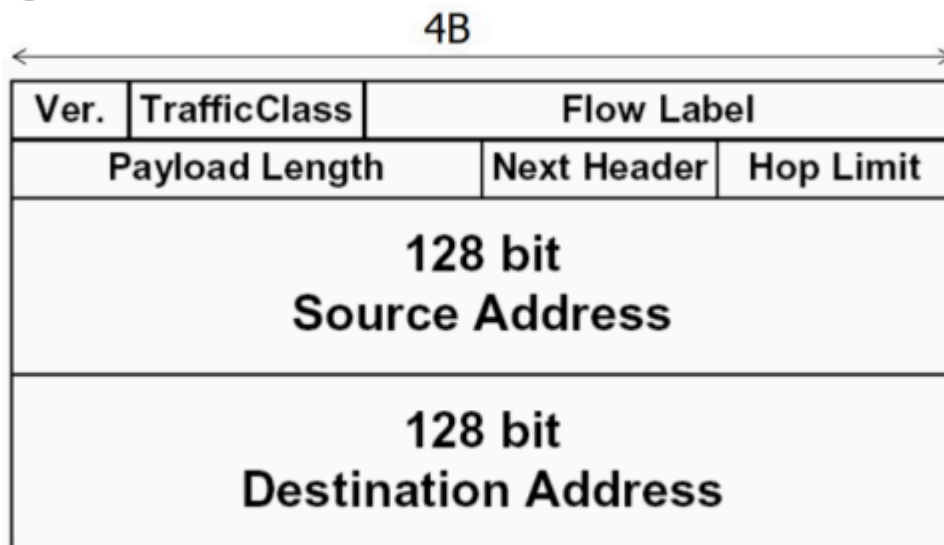 4B
Ver. TrafficClass Flow Label
Payload Length Next Header Hop Limit
128 bit
Source Address
128 bit
Destination Address